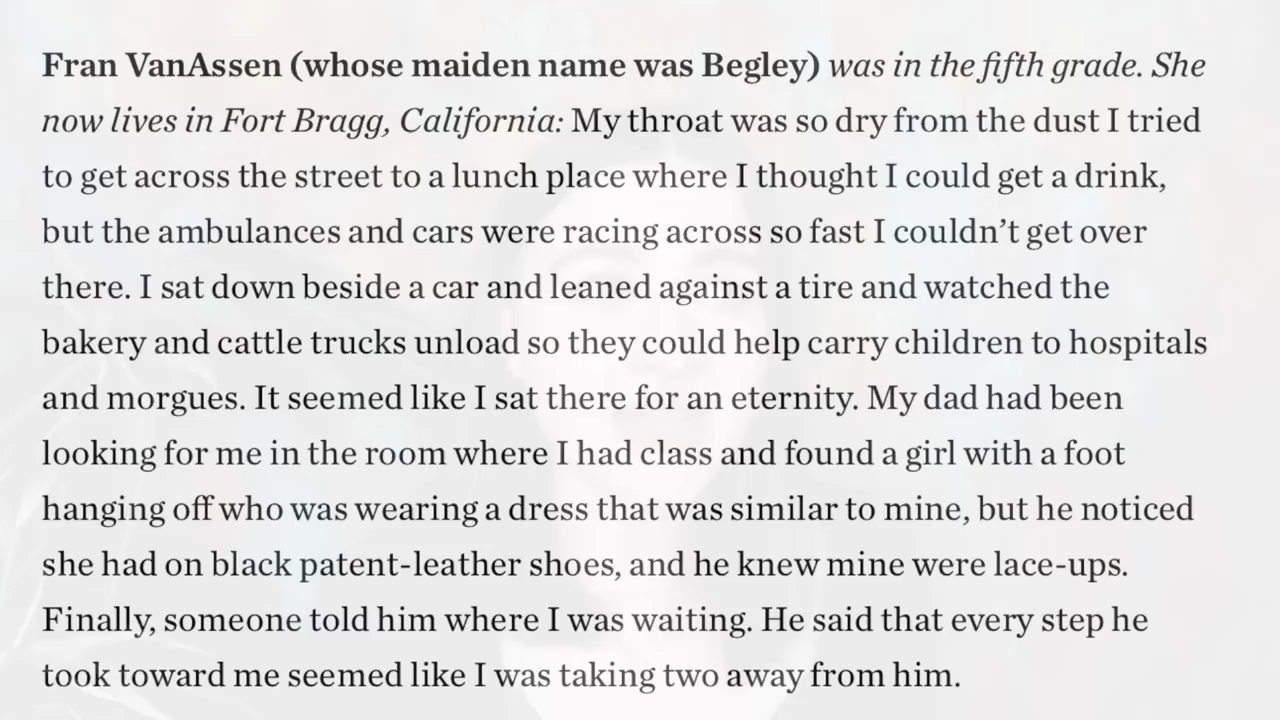 Fran VanAssen (whose maiden name was Begley) was in the fifth grade. She
now lives in Fort Bragg, California: My throat was so dry from the dust I tried
to get across the street to a lunch place where I thought I could get a drink,
but the ambulances and cars were racing across so fast I couldn’t get over
there. I sat down beside a car and leaned against a tire and watched the
bakery and cattle trucks unload so they could help carry children to hospitals
and morgues. It seemed like I sat there for an eternity. My dad had been
looking for me in the room where I had class and found a girl with a foot
hanging off who was wearing a dress that was similar to mine, but he noticed
she had on black patent-leather shoes, and he knew mine were lace-ups.
Finally, someone told him where I was waiting. He said that every step he
took toward me seemed like I was taking two away from him.